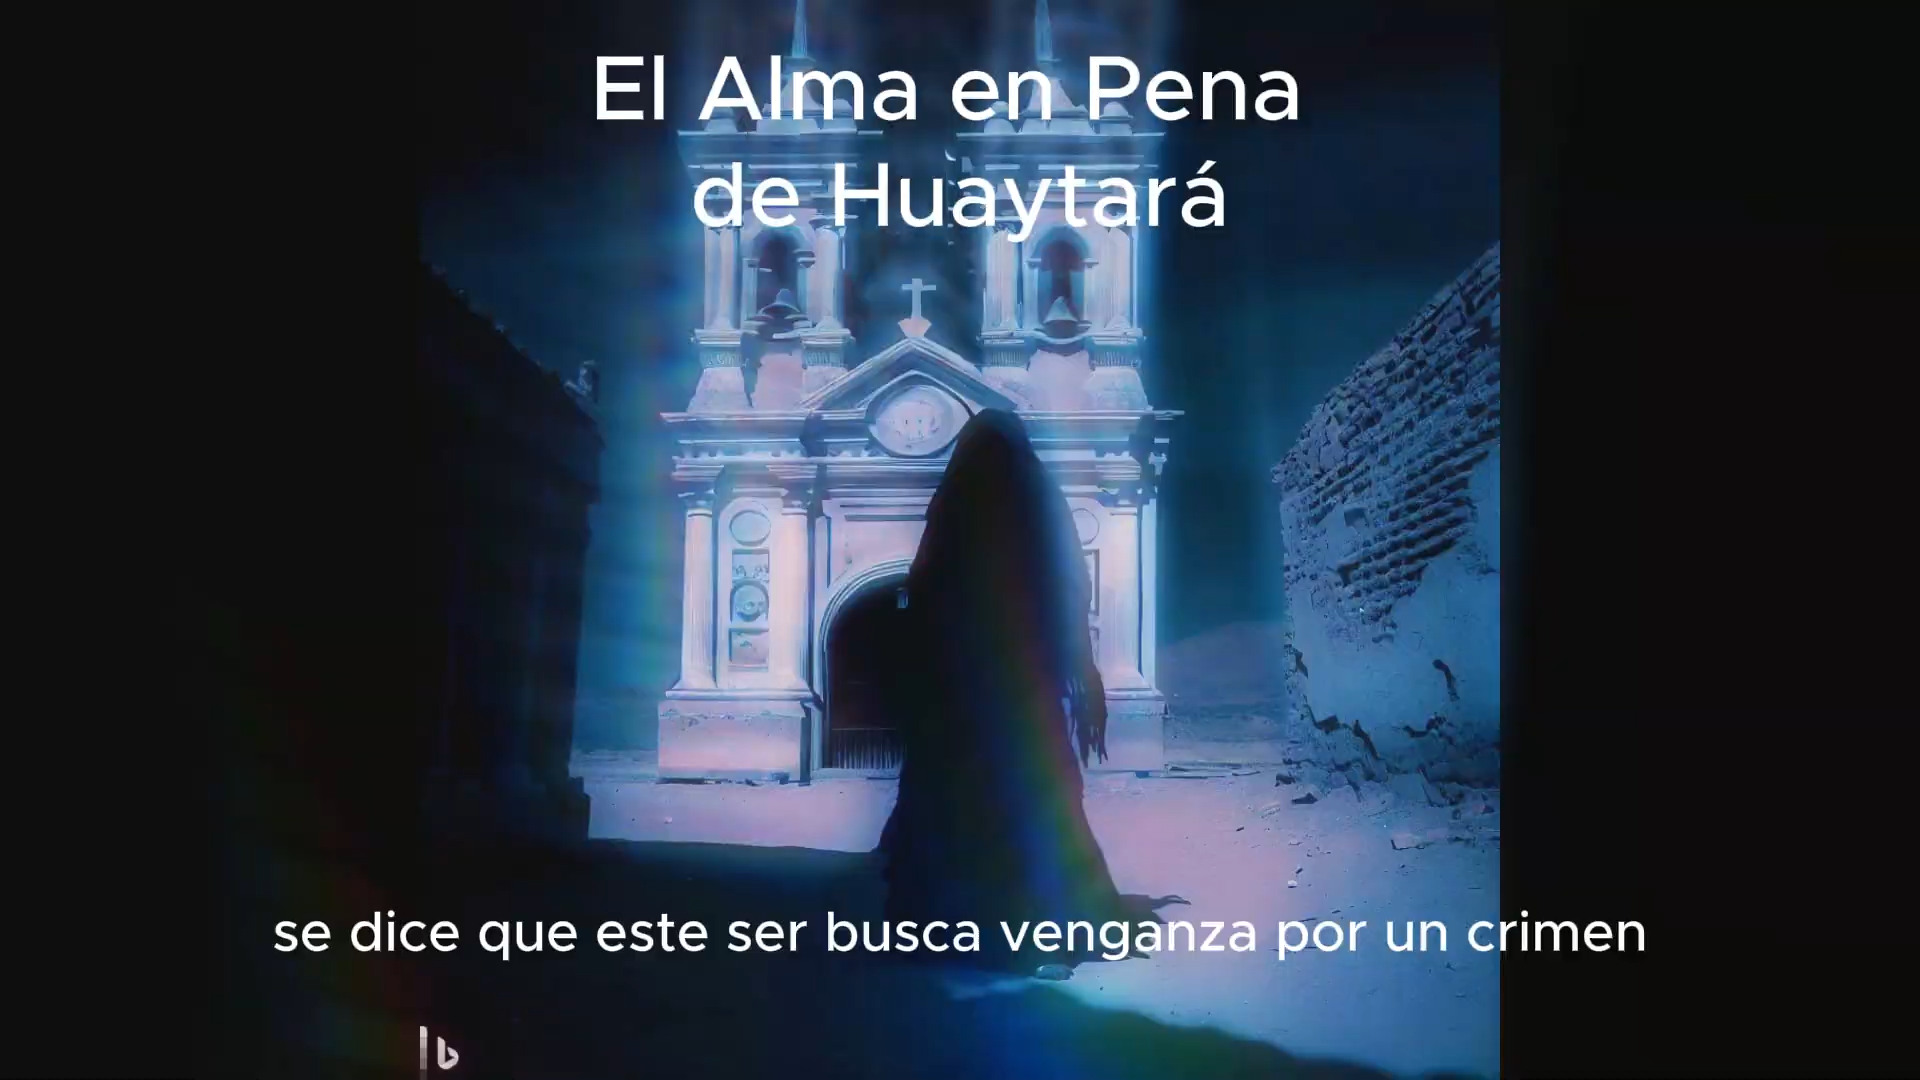 El Alma en Pena
de Huaytará
se dice que este ser busca venganza por un crimen